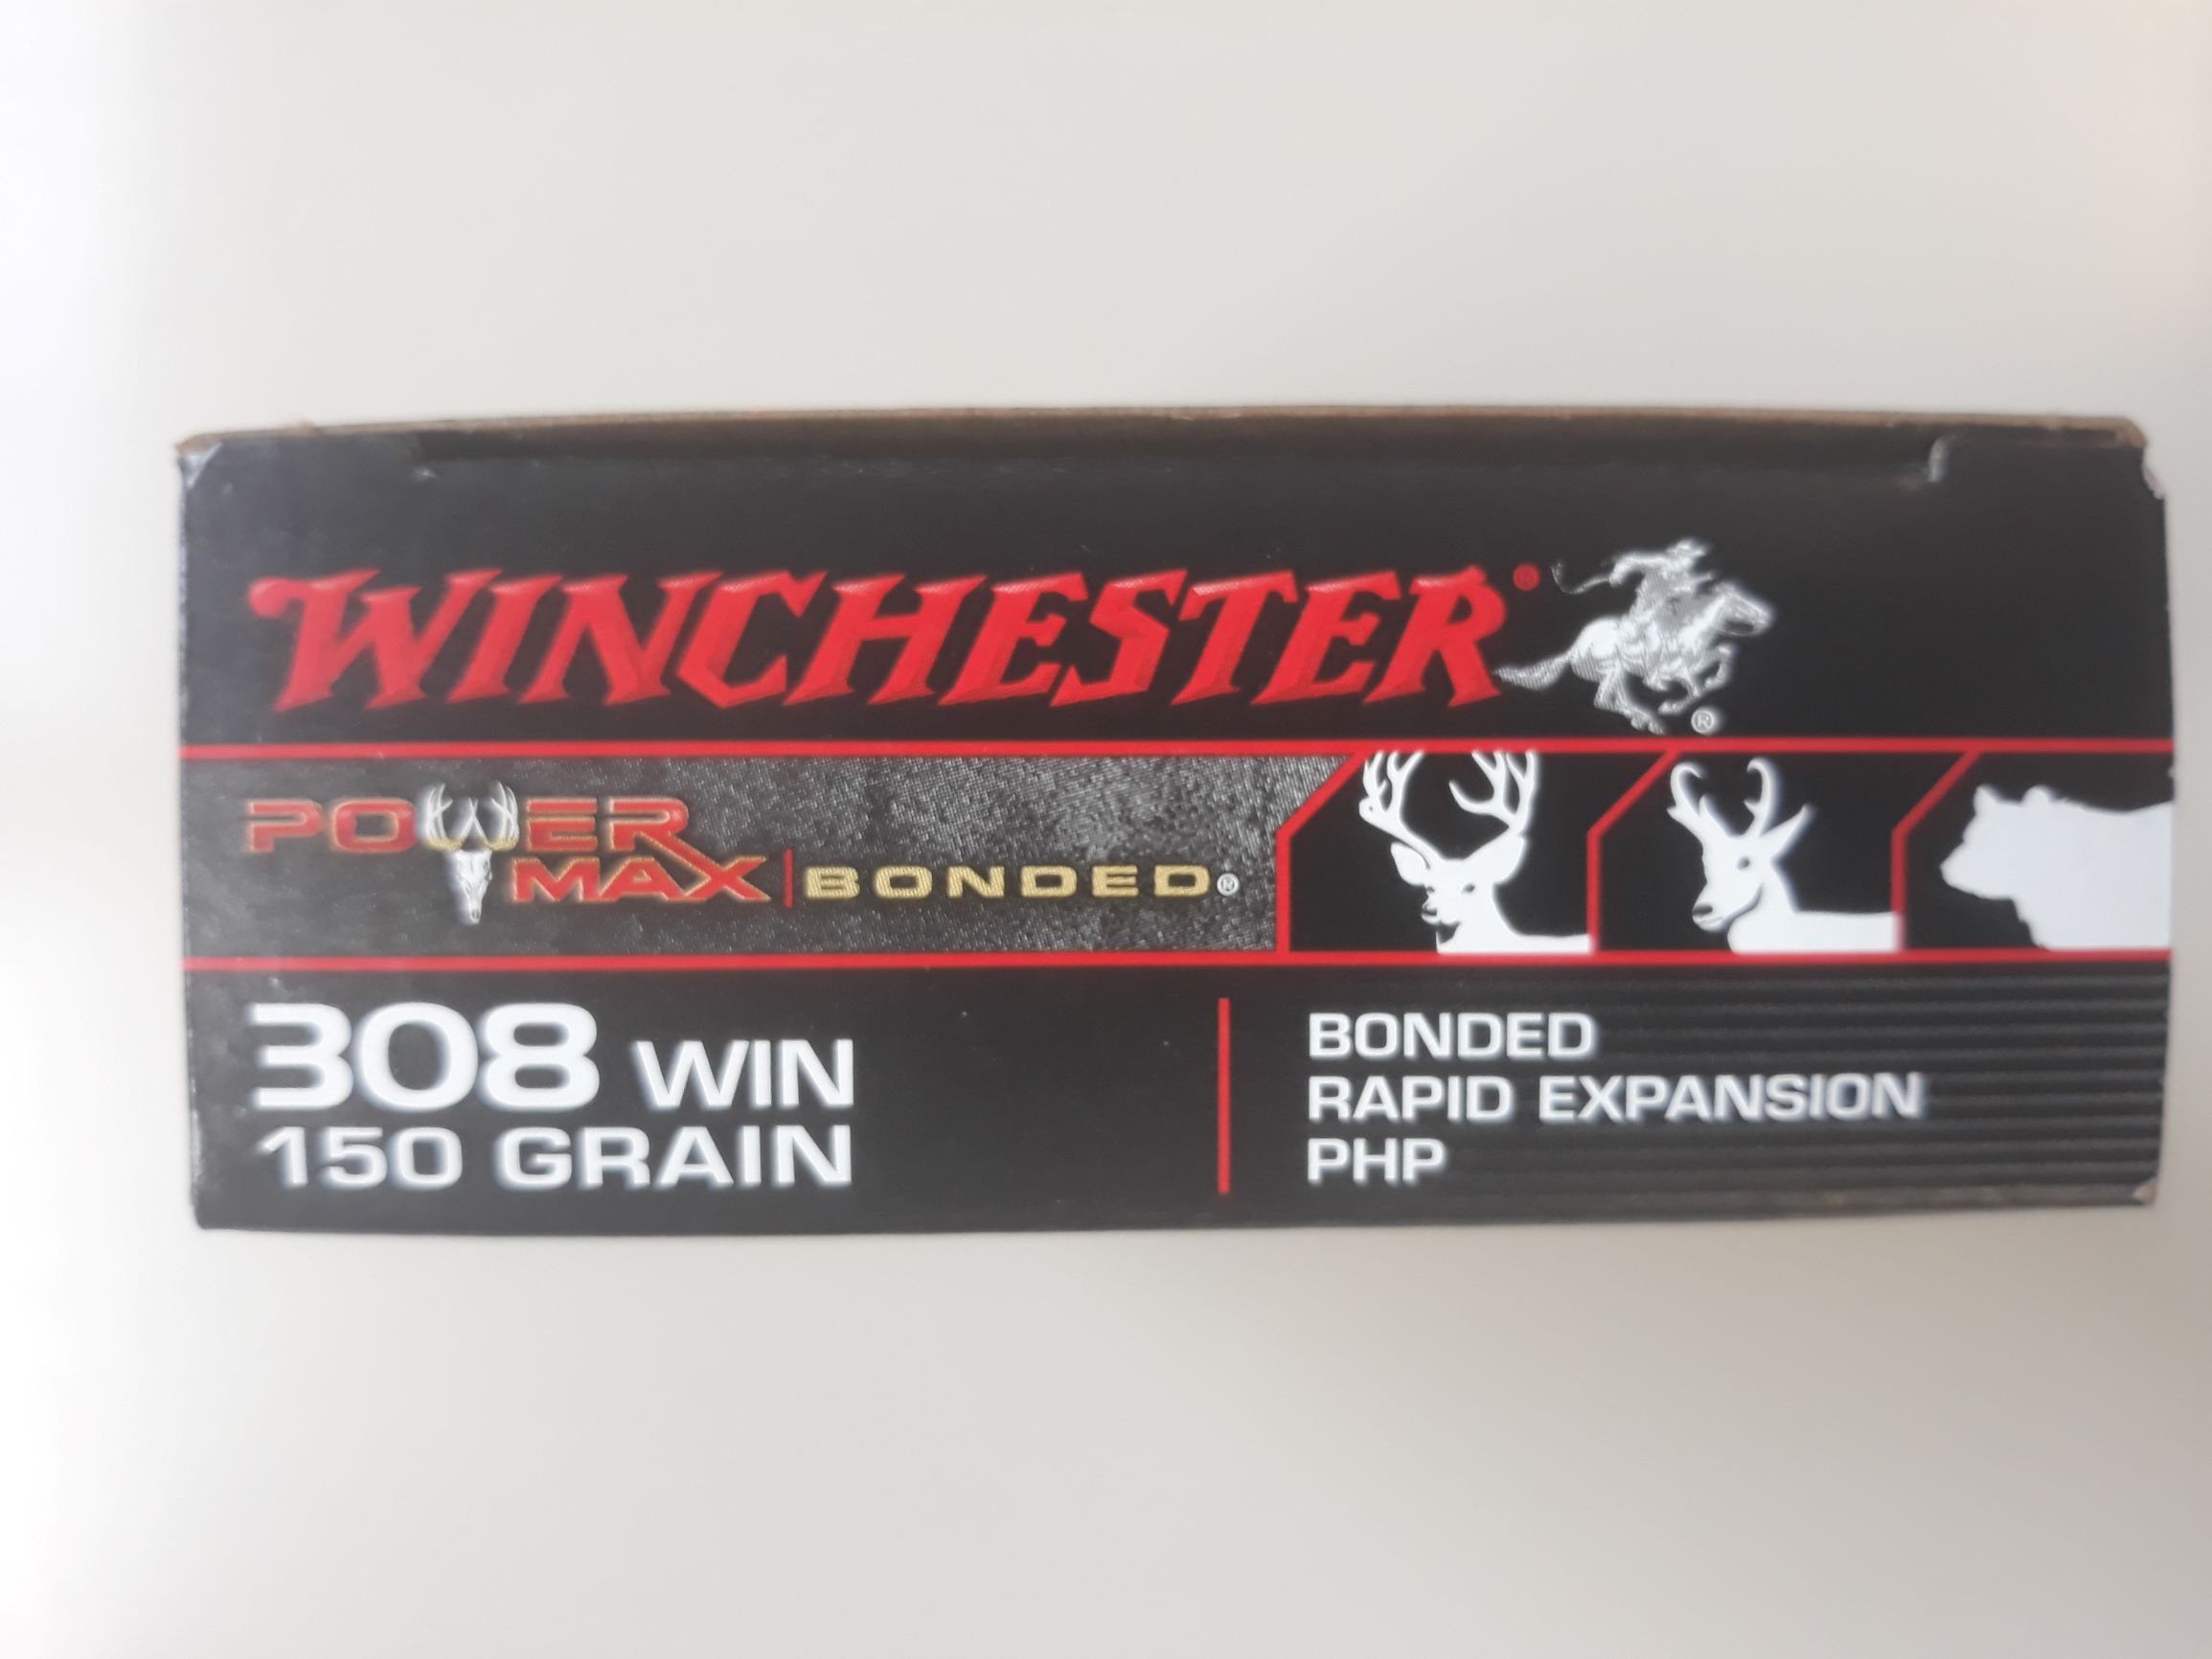 WINCHESTER®
®
POWER
MAX | BONDED®
308 WIN
150 GRAIN
BONDED
RAPID EXPANSION
PHP